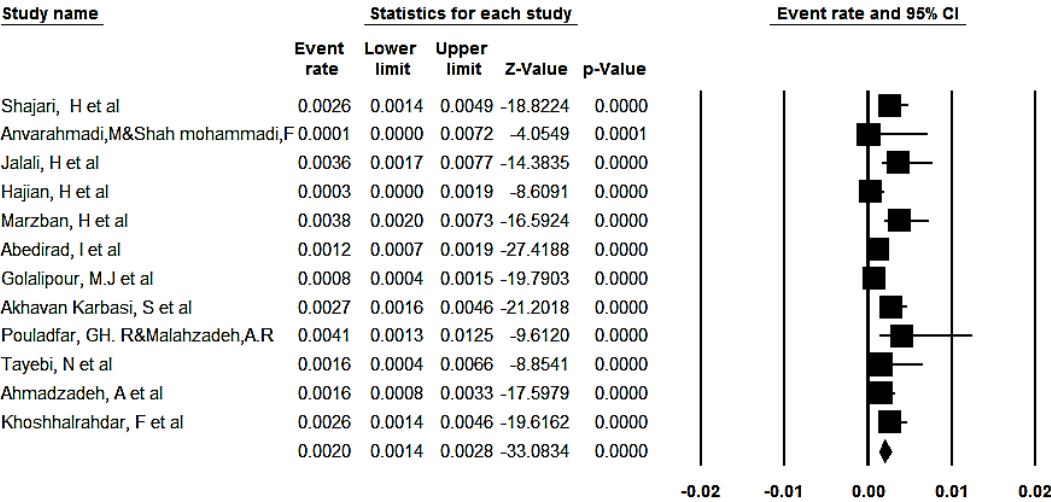 Study name Statistics for each study Event rate and 95% CI
Event Lower Upper
rate limit limit Z-Value p-Value
Shajari, H et al 0.0026 0.0014 0.0049 -18.8224 0.0000
Anvarahmadi,M&Shah mohammadi,F 0.0001 0.0000 0.0072 -4.0549 0.0001
Jalali, H et al 0.0036 0.0017 0.0077 -14.3835 0.0000
Hajian, H et al 0.0003 0.0000 0.0019 -8.6091 0.0000
Marzban, H et al 0.0038 0.0020 0.0073 -16.5924 0.0000
Abedirad, I et al 0.0012 0.0007 0.0019 -27.4188 0.0000
Golalipour, M.J et al 0.0008 0.0004 0.0015 -19.7903 0.0000
Akhavan Karbasi, S et al 0.0027 0.0016 0.0046 -21.2018 0.0000
Pouladfar, GH. R&Malahzadeh,A.R 0.0041 0.0013 0.0125 -9.6120 0.0000
Tayebi, N et al 0.0016 0.0004 0.0066 -8.8541 0.0000
Ahmadzadeh, A et al 0.0016 0.0008 0.0033 -17.5979 0.0000
Khoshhalrahdar, F et al 0.0026 0.0014 0.0046 -19.6162 0.0000
0.0020 0.0014 0.0028 -33.0834 0.0000
-0.02 -0.01 0.00 0.01 0.02